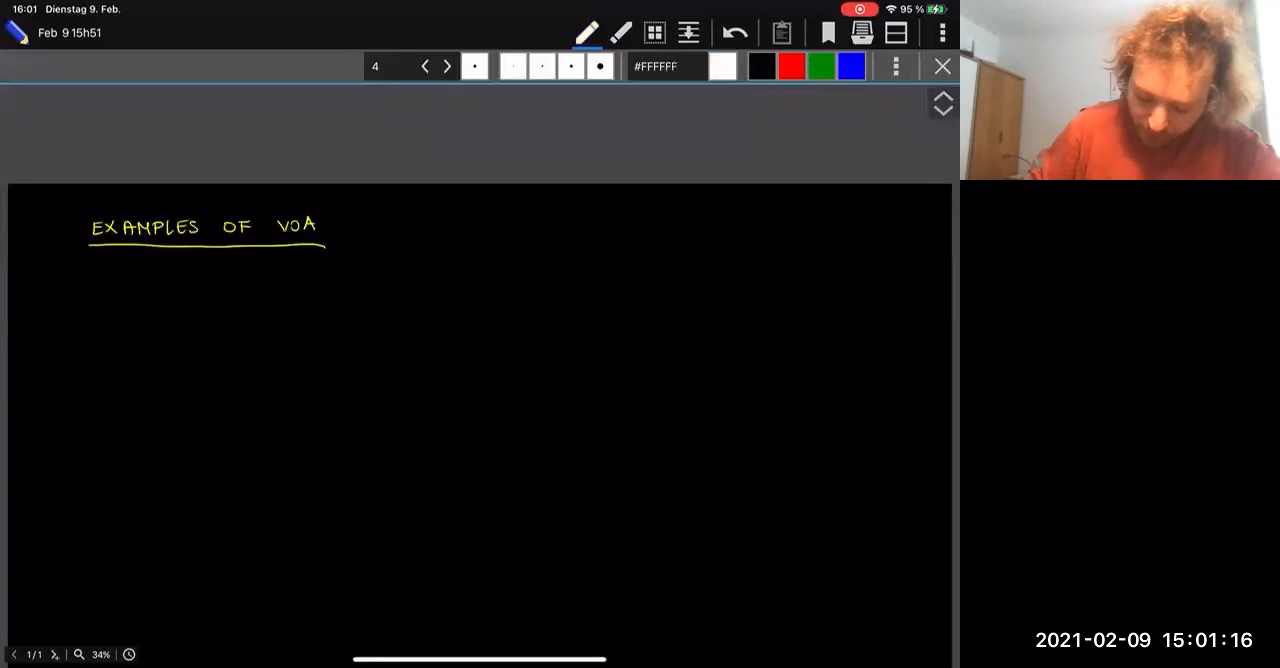 16:01 Dienstag 9. Feb.
95 %
Feb 9 15h51
4
#FFFFFF
EXAMPLES OF VOA
1/1
34%
2021-02-09 15:01:16